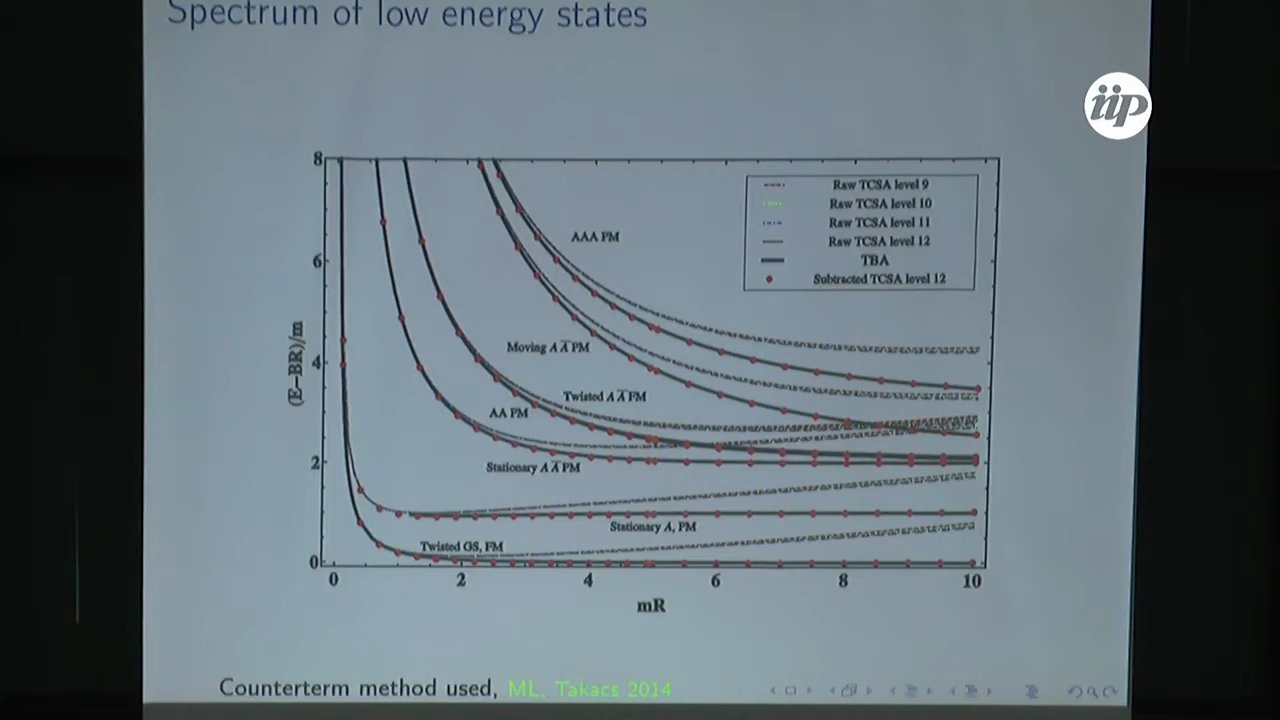 Spectrum of low energy states
iip
8
6
4
2
0
(E−BR)/m
Raw TCSA level 9
Raw TCSA level 10
Raw TCSA level 11
Raw TCSA level 12
TBA
Subtracted TCSA level 12
AAA PM
Moving A Ā PM
Twisted A Ā FM
AA PM
Stationary A Ā PM
Stationary A, PM
Twisted GS, FM
0 2 4 6 8 10
mR
Counterterm method used, ML, Takacs 2014